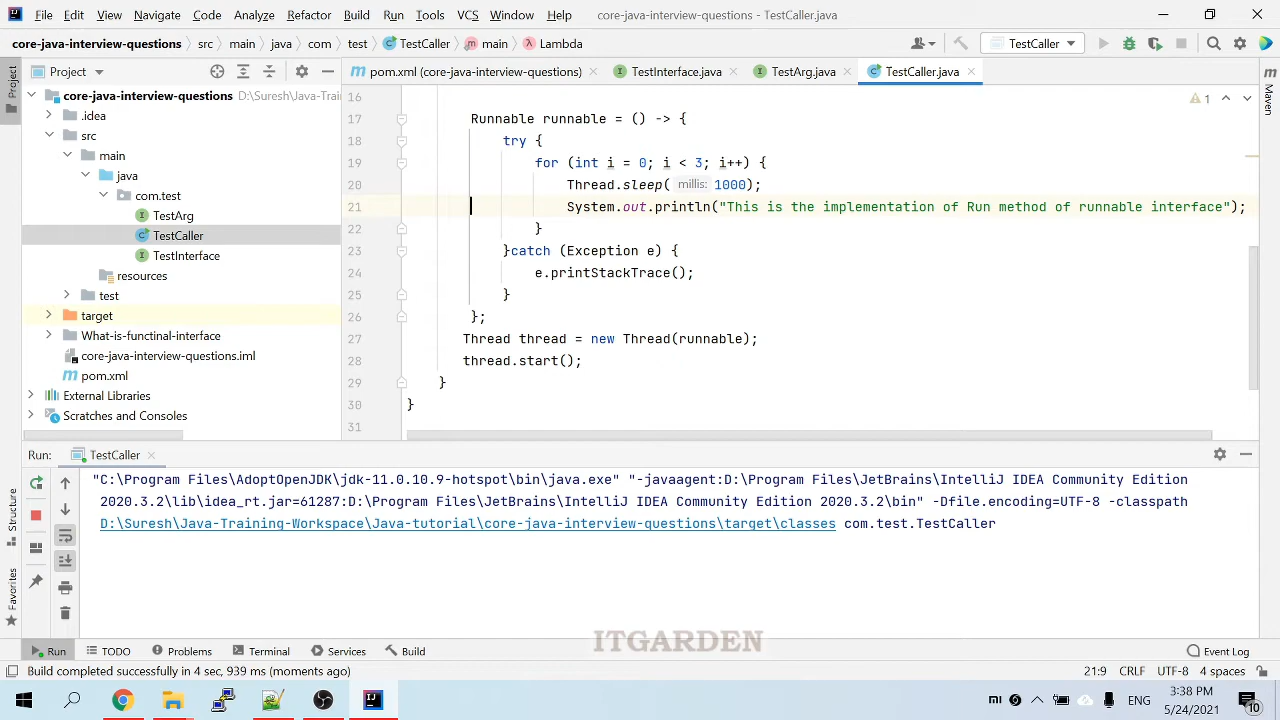 File Edit View Navigate Code Analyze Refactor Build Run Tools VCS Window Help core-java-interview-questions - TestCaller.java
core-java-interview-questions src main java com test TestCaller main Lambda TestCaller
Project
Project
pom.xml (core-java-interview-questions) TestInterface.java TestArg.java TestCaller.java
Maven
core-java-interview-questions D:\Suresh\Java-Traini
.idea
src
main
java
com.test
TestArg
TestCaller
TestInterface
resources
test
target
What-is-functinal-interface
core-java-interview-questions.iml
pom.xml
External Libraries
Scratches and Consoles
1
16
17 Runnable runnable = () -> {
18 try {
19 for (int i = 0; i < 3; i++) {
20 Thread.sleep( millis: 1000);
21 System.out.println("This is the implementation of Run method of runnable interface");
22 }
23 }catch (Exception e) {
24 e.printStackTrace();
25 }
26 };
27 Thread thread = new Thread(runnable);
28 thread.start();
29 }
30 }
31
Run: TestCaller
"C:\Program Files\AdoptOpenJDK\jdk-11.0.10.9-hotspot\bin\java.exe" "-javaagent:D:\Program Files\JetBrains\IntelliJ IDEA Community Edition
2020.3.2\lib\idea_rt.jar=61287:D:\Program Files\JetBrains\IntelliJ IDEA Community Edition 2020.3.2\bin" -Dfile.encoding=UTF-8 -classpath
D:\Suresh\Java-Training-Workspace\Java-tutorial\core-java-interview-questions\target\classes com.test.TestCaller
Structure
Favorites
ITGARDEN
Run TODO Problems Terminal Services Build Event Log
Build completed successfully in 4 sec, 939 ms (moments ago) 21:9 CRLF UTF-8 4 spaces
ENG 3:38 PM
5/24/2021
10